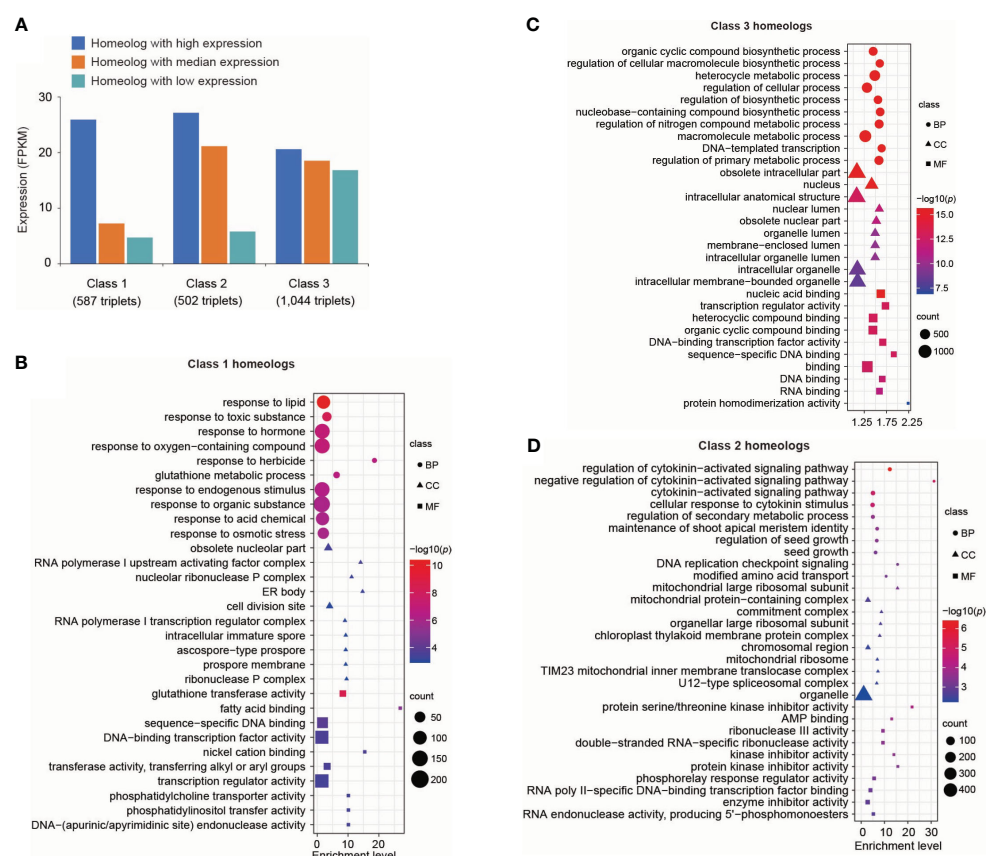 A
Homeolog with high expression
Homeolog with median expression
Homeolog with low expression
Expression (FPKM)
30
20
10
0
Class 1
(587 triplets)
Class 2
(502 triplets)
Class 3
(1,044 triplets)
B
Class 1 homeologs
response to lipid
response to toxic substance
response to hormone
response to oxygen−containing compound
response to herbicide
glutathione metabolic process
response to endogenous stimulus
response to organic substance
response to acid chemical
response to osmotic stress
obsolete nucleolar part
RNA polymerase I upstream activating factor complex
nucleolar ribonuclease P complex
ER body
cell division site
RNA polymerase I transcription regulator complex
intracellular immature spore
ascospore−type prospore
prospore membrane
ribonuclease P complex
glutathione transferase activity
fatty acid binding
sequence−specific DNA binding
DNA−binding transcription factor activity
nickel cation binding
transferase activity, transferring alkyl or aryl groups
transcription regulator activity
phosphatidylcholine transporter activity
phosphatidylinositol transfer activity
DNA−(apurinic/apyrimidinic site) endonuclease activity
0 10 20
Enrichment level
class
BP
CC
MF
−log10(p)
10
8
6
4
count
50
100
150
200
C
Class 3 homeologs
organic cyclic compound biosynthetic process
regulation of cellular macromolecule biosynthetic process
heterocycle metabolic process
regulation of cellular process
regulation of biosynthetic process
nucleobase−containing compound biosynthetic process
regulation of nitrogen compound metabolic process
macromolecule metabolic process
DNA−templated transcription
regulation of primary metabolic process
obsolete intracellular part
nucleus
intracellular anatomical structure
nuclear lumen
obsolete nuclear part
organelle lumen
membrane−enclosed lumen
intracellular organelle lumen
intracellular organelle
intracellular membrane−bounded organelle
nucleic acid binding
transcription regulator activity
heterocyclic compound binding
organic cyclic compound binding
DNA−binding transcription factor activity
sequence−specific DNA binding
binding
DNA binding
RNA binding
protein homodimerization activity
1.25 1.75 2.25
class
BP
CC
MF
−log10(p)
15.0
12.5
10.0
7.5
count
500
1000
D
Class 2 homeologs
regulation of cytokinin−activated signaling pathway
negative regulation of cytokinin−activated signaling pathway
cytokinin−activated signaling pathway
cellular response to cytokinin stimulus
regulation of secondary metabolic process
maintenance of shoot apical meristem identity
regulation of seed growth
seed growth
DNA replication checkpoint signaling
modified amino acid transport
mitochondrial large ribosomal subunit
mitochondrial protein−containing complex
commitment complex
organellar large ribosomal subunit
chloroplast thylakoid membrane protein complex
chromosomal region
mitochondrial ribosome
TIM23 mitochondrial inner membrane translocase complex
U12−type spliceosomal complex
organelle
protein serine/threonine kinase inhibitor activity
AMP binding
ribonuclease III activity
double−stranded RNA−specific ribonuclease activity
kinase inhibitor activity
protein kinase inhibitor activity
phosphorelay response regulator activity
RNA poly II−specific DNA−binding transcription factor binding
enzyme inhibitor activity
RNA endonuclease activity, producing 5'−phosphomonoesters
0 10 20 30
Enrichment level
class
BP
CC
MF
−log10(p)
6
5
4
3
count
100
200
300
400